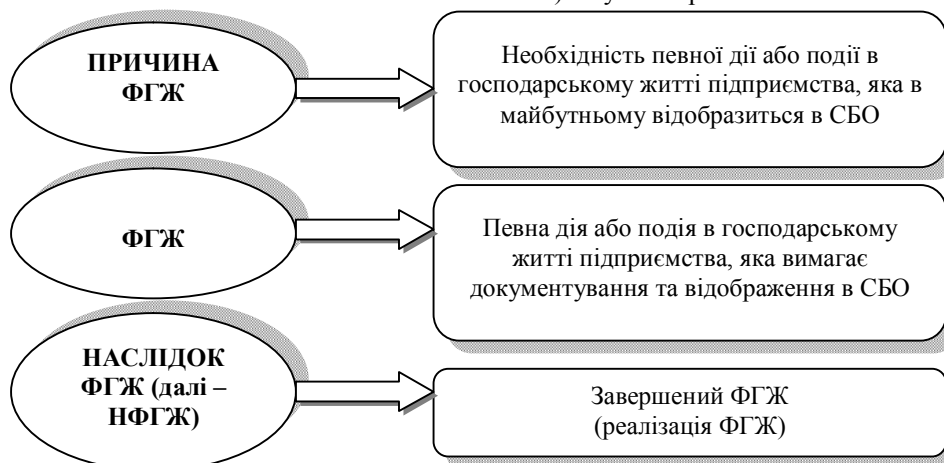 ПРИЧИНА
ФГЖ
Необхідність певної дії або події в
господарському житті підприємства, яка в
майбутньому відобразиться в СБО
ФГЖ
Певна дія або подія в господарському
житті підприємства, яка вимагає
документування та відображення в СБО
НАСЛІДОК
ФГЖ (далі –
НФГЖ)
Завершений ФГЖ
(реалізація ФГЖ)